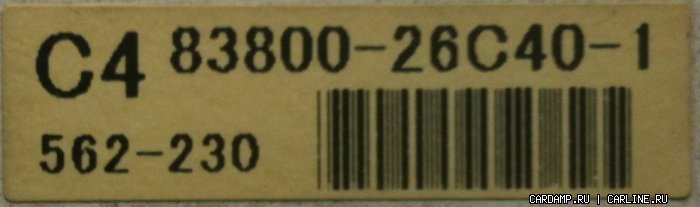 C4 83800-26C40-1
562-230
CARDAMP.RU | CARLINE.RU